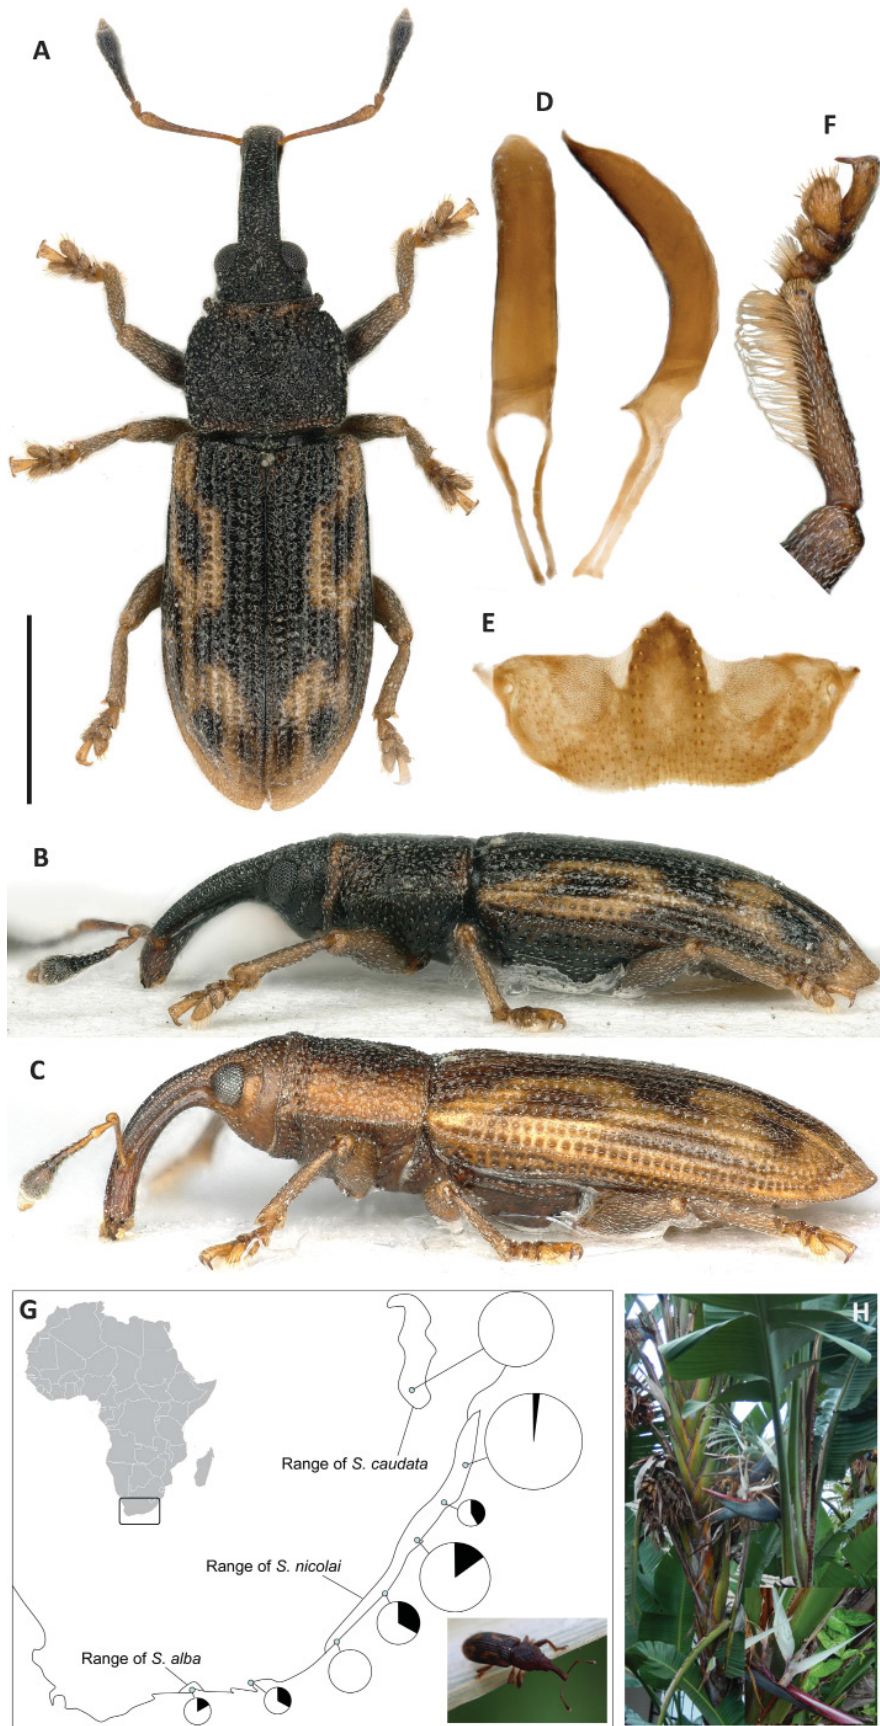 A
D
F
E
B
C
G
H
Range of S. caudata
Range of S. nicolai
Range of S. alba